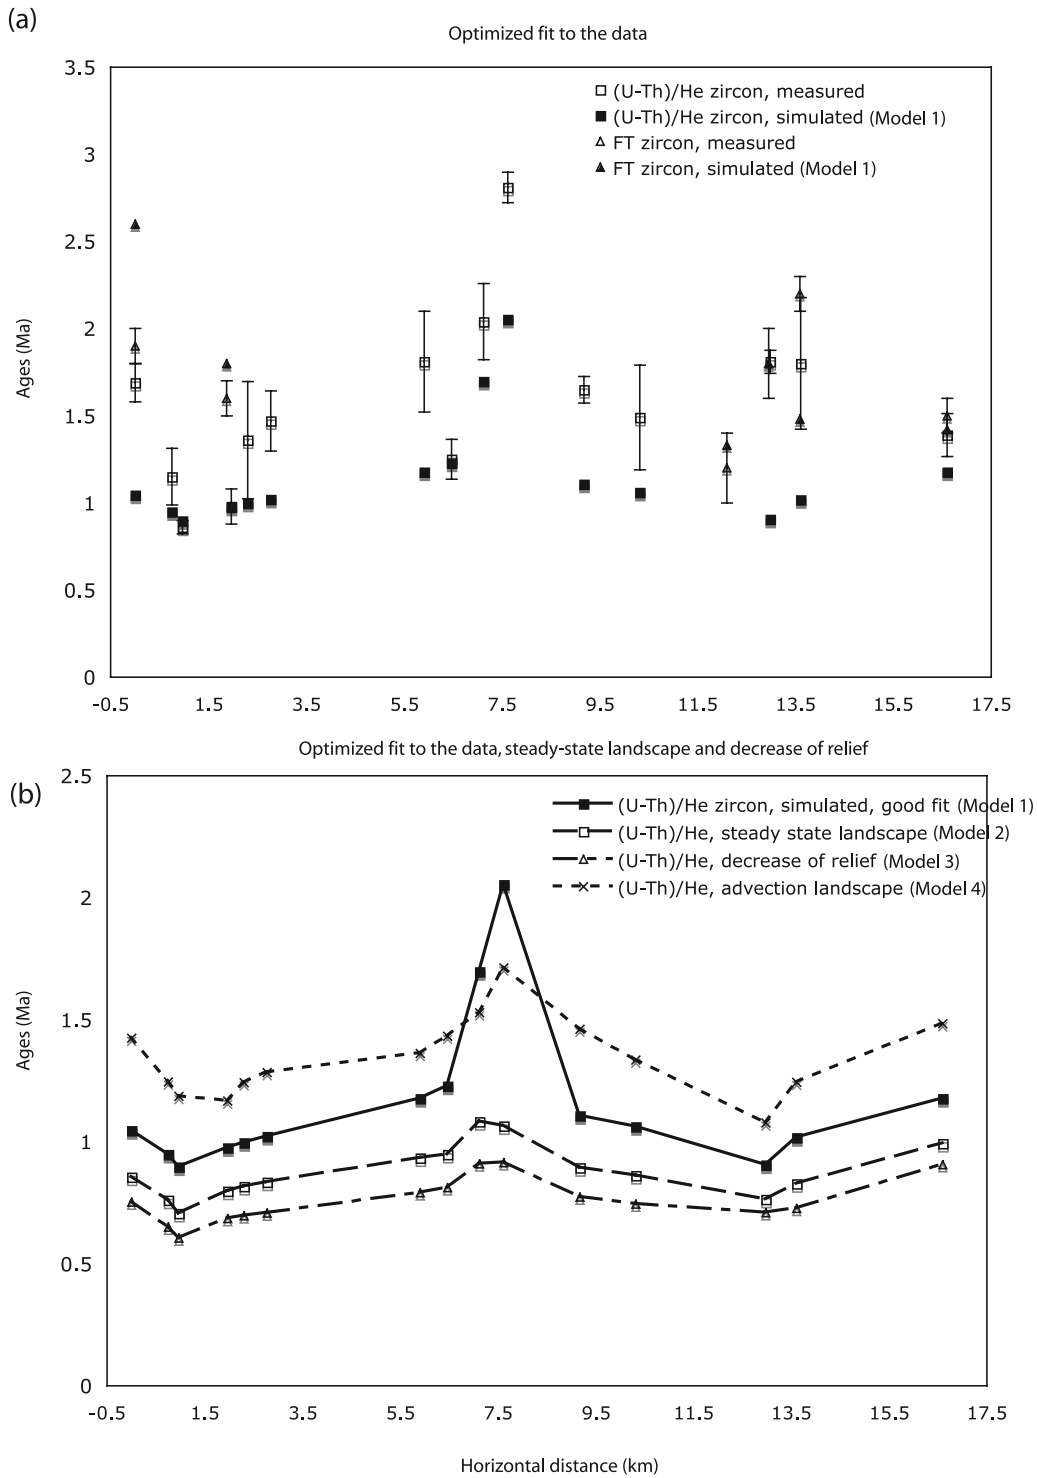 (a)
Optimized fit to the data
3.5
3
2.5
2
1.5
1
0.5
0
Ages (Ma)
(U-Th)/He zircon, measured
(U-Th)/He zircon, simulated (Model 1)
FT zircon, measured
FT zircon, simulated (Model 1)
-0.5 1.5 3.5 5.5 7.5 9.5 11.5 13.5 15.5 17.5
Optimized fit to the data, steady-state landscape and decrease of relief
(b)
2.5
2
1.5
1
0.5
0
Ages (Ma)
(U-Th)/He zircon, simulated, good fit (Model 1)
(U-Th)/He, steady state landscape (Model 2)
(U-Th)/He, decrease of relief (Model 3)
(U-Th)/He, advection landscape (Model 4)
-0.5 1.5 3.5 5.5 7.5 9.5 11.5 13.5 15.5 17.5
Horizontal distance (km)